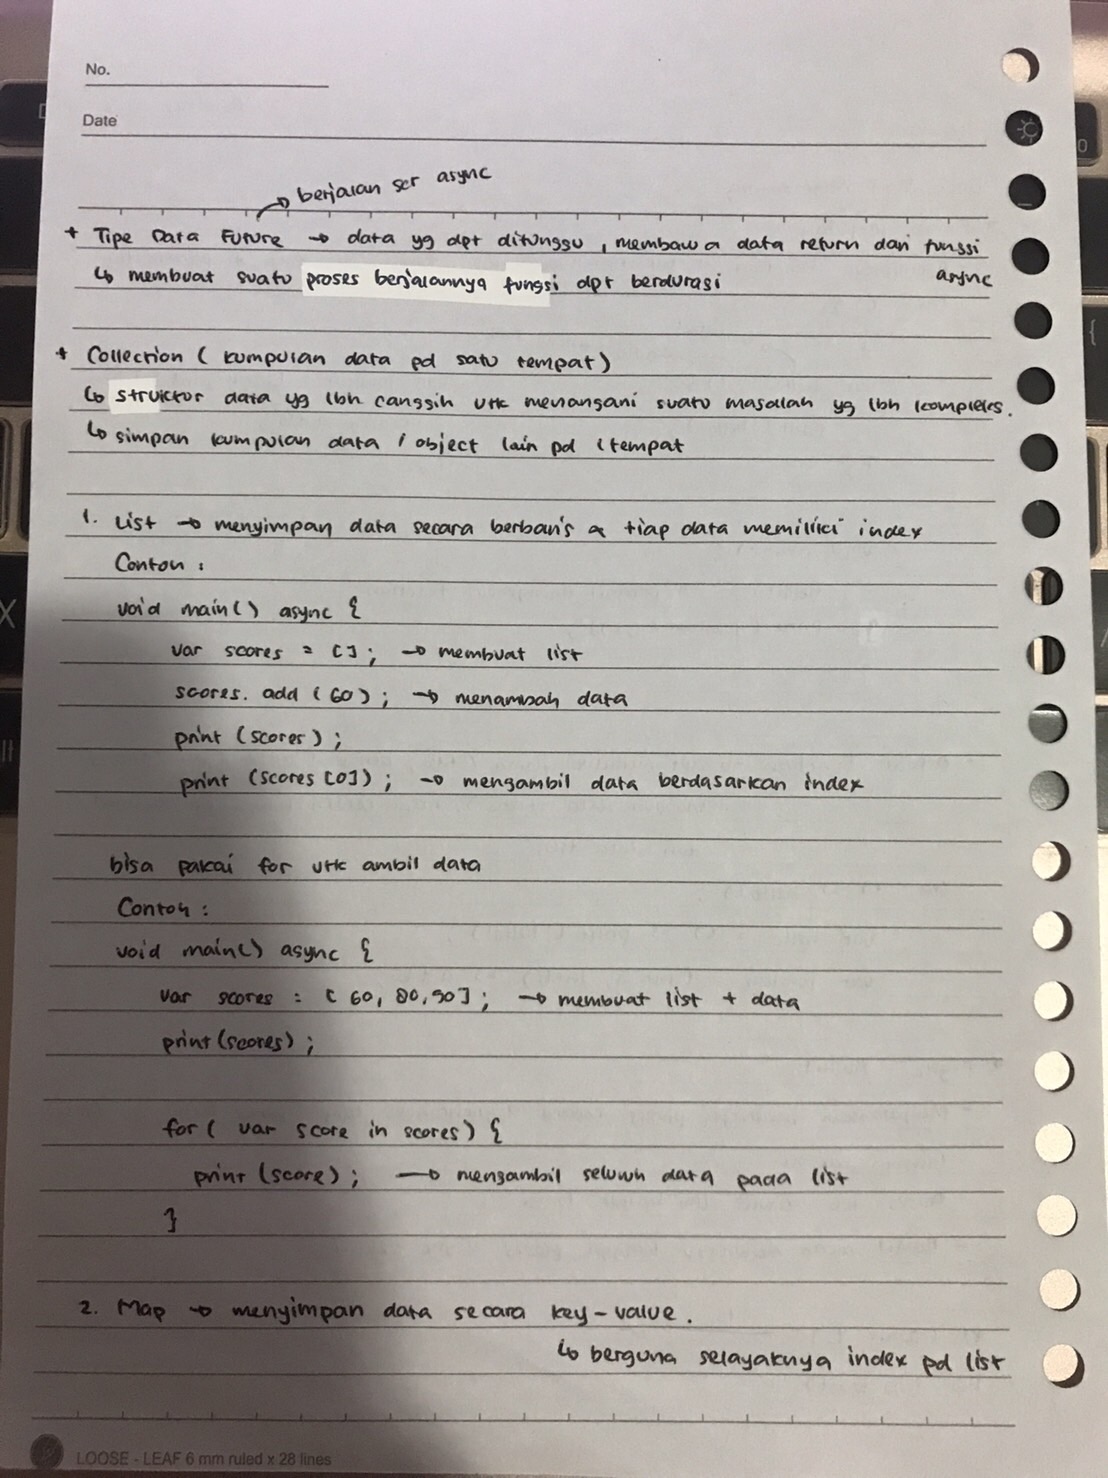 No.
Date
→ berjalan scr async
* Tipe Data Future → data yg dpt ditunggu, membawa data return dari fungsi
async
↳ membuat suatu proses berjalannya fungsi dpt berdurasi
* Collection ( kumpulan data pd satu tempat )
↳ struktur data yg lbh canggih utk menangani suatu masalah yg lbh kompleks.
↳ simpan kumpulan data / object lain pd 1 tempat
1. List → menyimpan data secara berbaris & tiap data memiliki index
Contoh :
void main() async {
var scores = []; → membuat list
scores. add (60); → menambah data
print (scores);
print (scores [0]); → mengambil data berdasarkan index
bisa pakai for utk ambil data
Contoh :
void main() async {
var scores = [ 60, 80, 90]; → membuat list + data
print (scores);
for ( var score in scores) {
print (score); → mengambil seluruh data pada list
}
2. Map → menyimpan data secara key-value.
↳ berguna selayaknya index pd list
LOOSE - LEAF 6 mm ruled x 28 lines